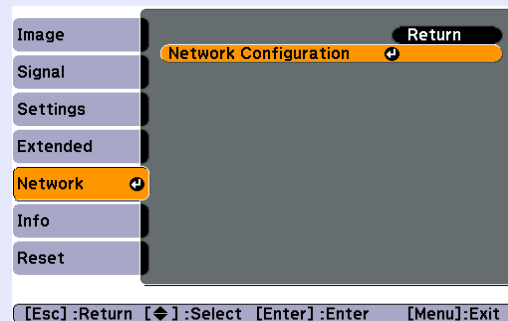 Image
Signal
Settings
Extended
Network
Info
Reset
Return
Network Configuration
[Esc] :Return [◆] :Select [Enter] :Enter [Menu]:Exit